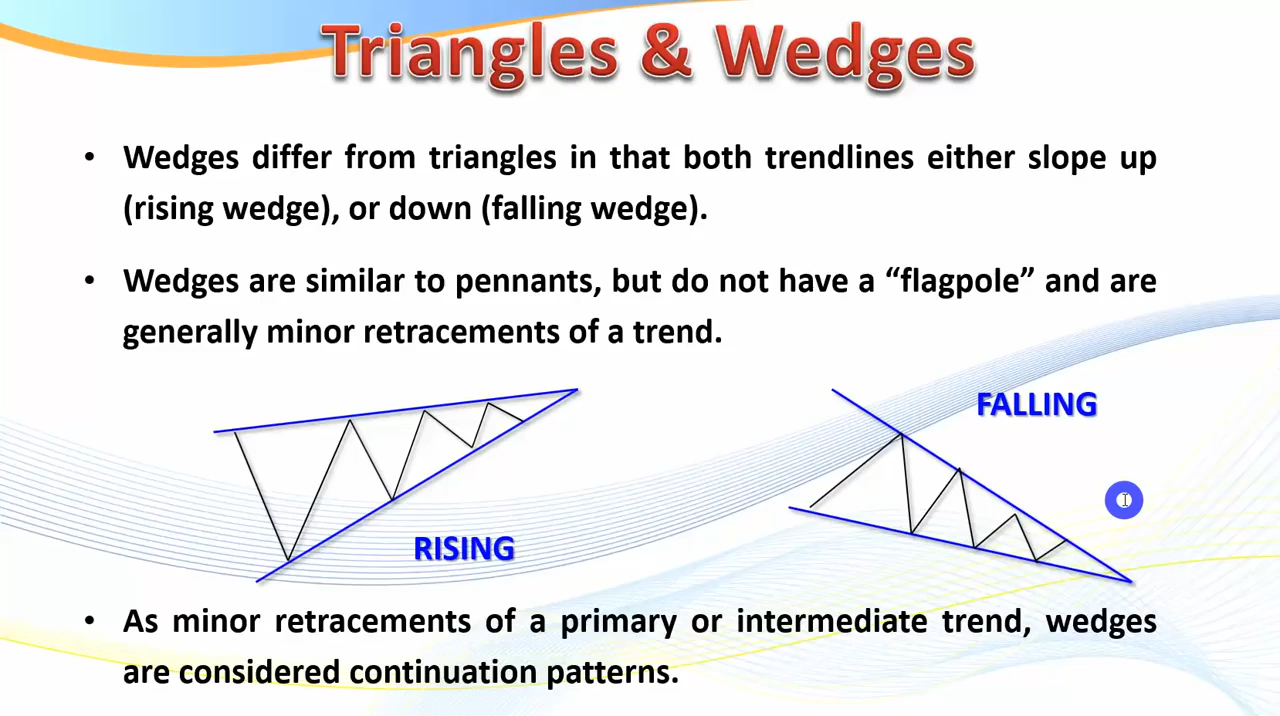 Triangles & Wedges
• Wedges differ from triangles in that both trendlines either slope up
(rising wedge), or down (falling wedge).
• Wedges are similar to pennants, but do not have a “flagpole” and are
generally minor retracements of a trend.
FALLING
RISING
• As minor retracements of a primary or intermediate trend, wedges
are considered continuation patterns.